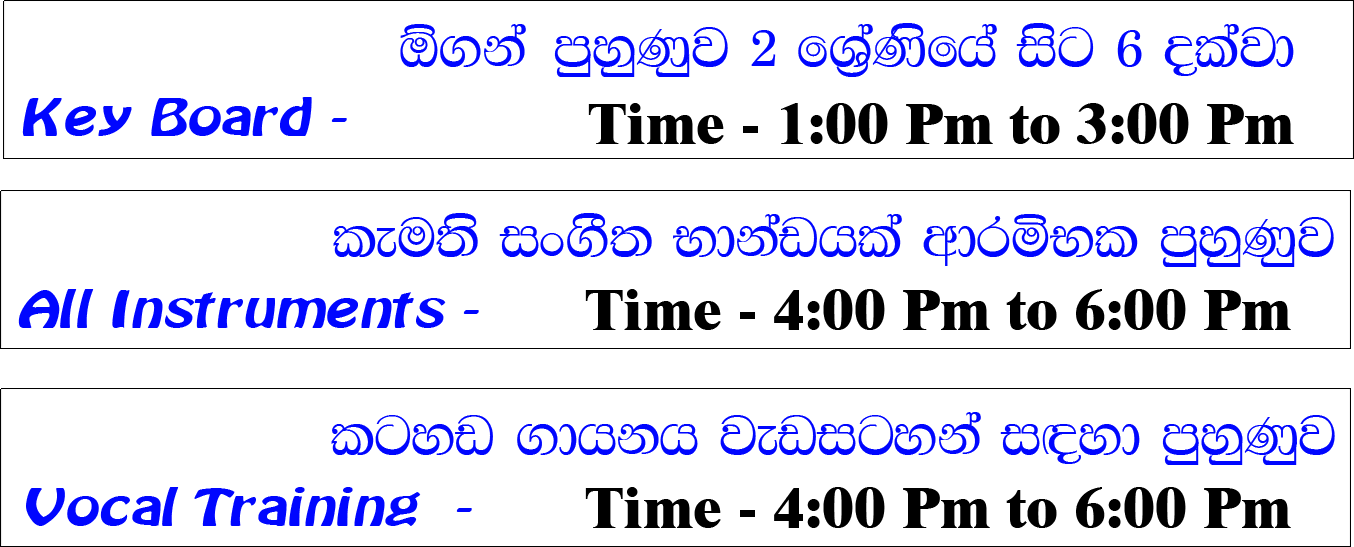 ඕගන් පුහුණුව 2 ශ්‍රේණියේ සිට 6 දක්වා
Key Board -
Time - 1:00 Pm to 3:00 Pm
කැමති සංගීත භාන්ඩයක් ආරම්භක පුහුණුව
All Instruments -
Time - 4:00 Pm to 6:00 Pm
කටහඩ ගායනය වැඩසටහන් සඳහා පුහුණුව
Vocal Training -
Time - 4:00 Pm to 6:00 Pm